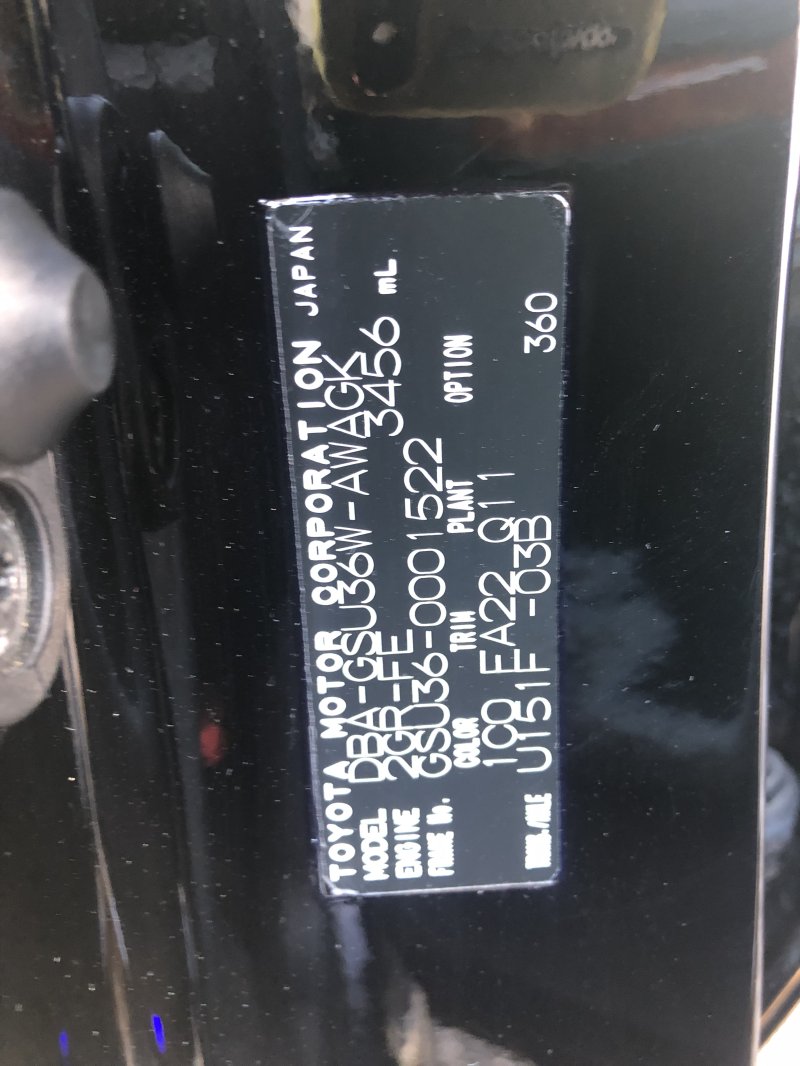 TOYOTA MOTOR CORPORATION JAPAN
MODEL DBA-GSU36W-AWAGK
ENGINE 2GR-FE 3456 mL
FRAME No. GSU36-0001522
COLOR TRIM PLANT OPTION
1C0 FA22 Q11
TRANS./AXLE U151F -03B 360